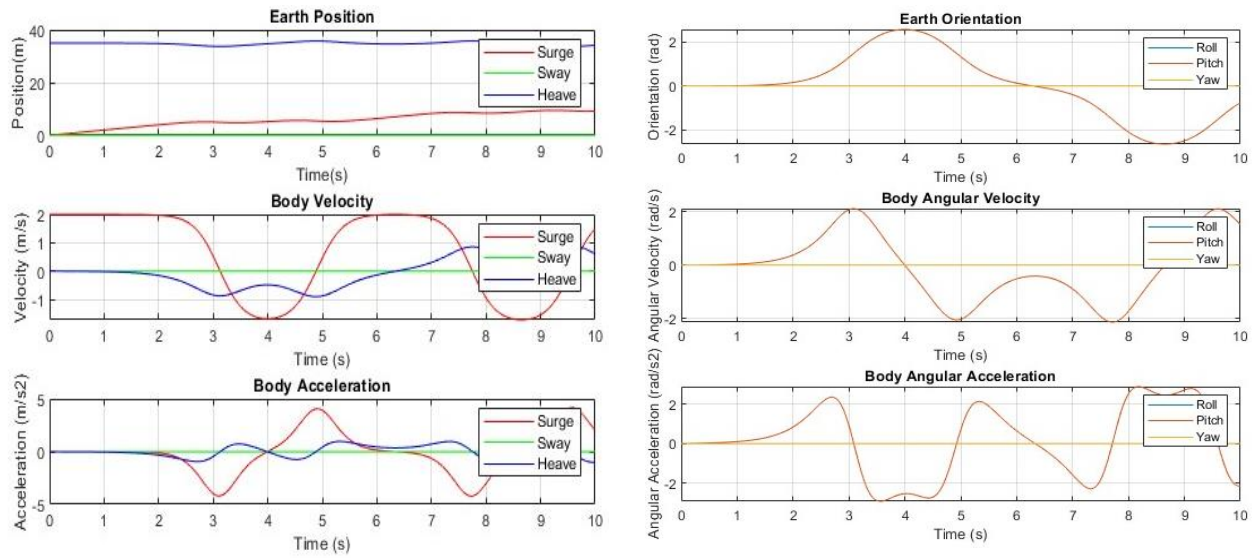 Earth Position
Position(m)
40
20
0
Surge
Sway
Heave
0 1 2 3 4 5 6 7 8 9 10
Time(s)
Body Velocity
Velocity (m/s)
2
1
0
-1
Surge
Sway
Heave
0 1 2 3 4 5 6 7 8 9 10
Time (s)
Body Acceleration
Acceleration (m/s2)
5
0
-5
Surge
Sway
Heave
0 1 2 3 4 5 6 7 8 9 10
Time (s)
Earth Orientation
Orientation (rad)
2
0
-2
Roll
Pitch
Yaw
0 1 2 3 4 5 6 7 8 9 10
Time (s)
Body Angular Velocity
Angular Velocity (rad/s)
2
0
-2
Roll
Pitch
Yaw
0 1 2 3 4 5 6 7 8 9 10
Time (s)
Body Angular Acceleration
Angular Acceleration (rad/s2)
2
0
-2
Roll
Pitch
Yaw
0 1 2 3 4 5 6 7 8 9 10
Time (s)